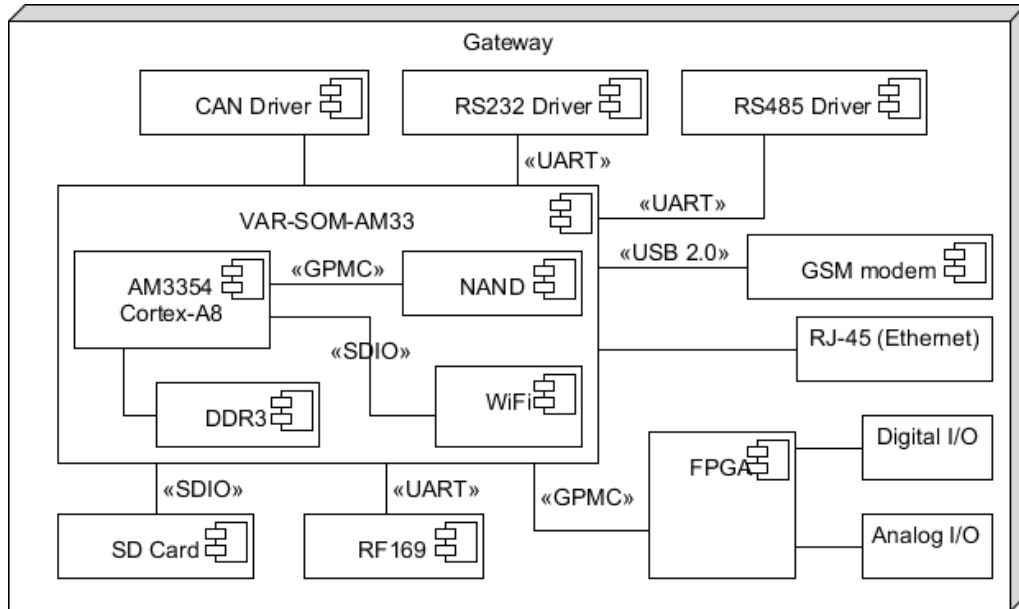 Gateway
CAN Driver
RS232 Driver
RS485 Driver
«UART»
«UART»
VAR-SOM-AM33
«USB 2.0»
GSM modem
AM3354
Cortex-A8
«GPMC»
NAND
RJ-45 (Ethernet)
«SDIO»
DDR3
WiFi
Digital I/O
FPGA
«SDIO»
«UART»
«GPMC»
SD Card
RF169
Analog I/O